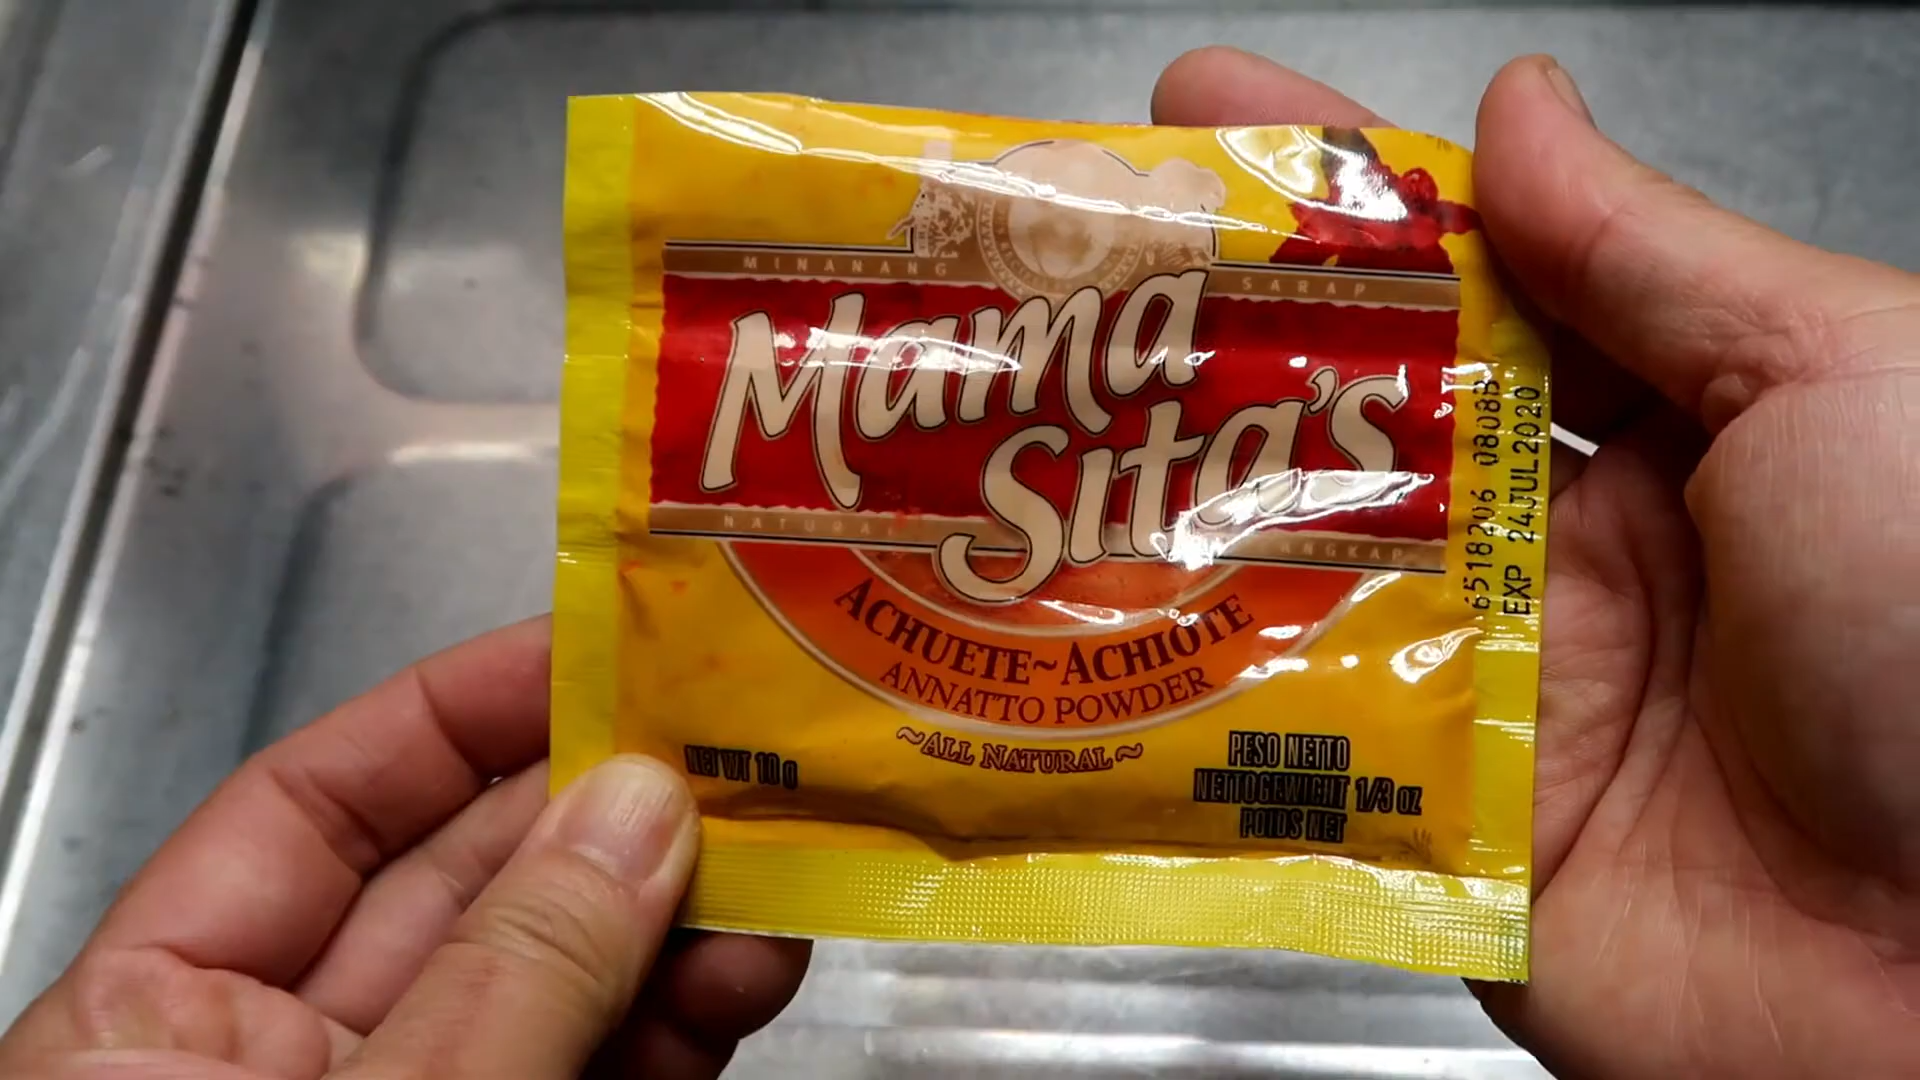 MINANANG SARAP
Mama
Sita's
NATURAL ANGKAP
ACHUETE~ACHIOTE
ANNATTO POWDER
~ALL NATURAL~
NET WT 10 g
PESO NETTO
NETTOGEWICHT 1/3 oz
POIDS NET
6518206 0808B
EXP 24JUL2020